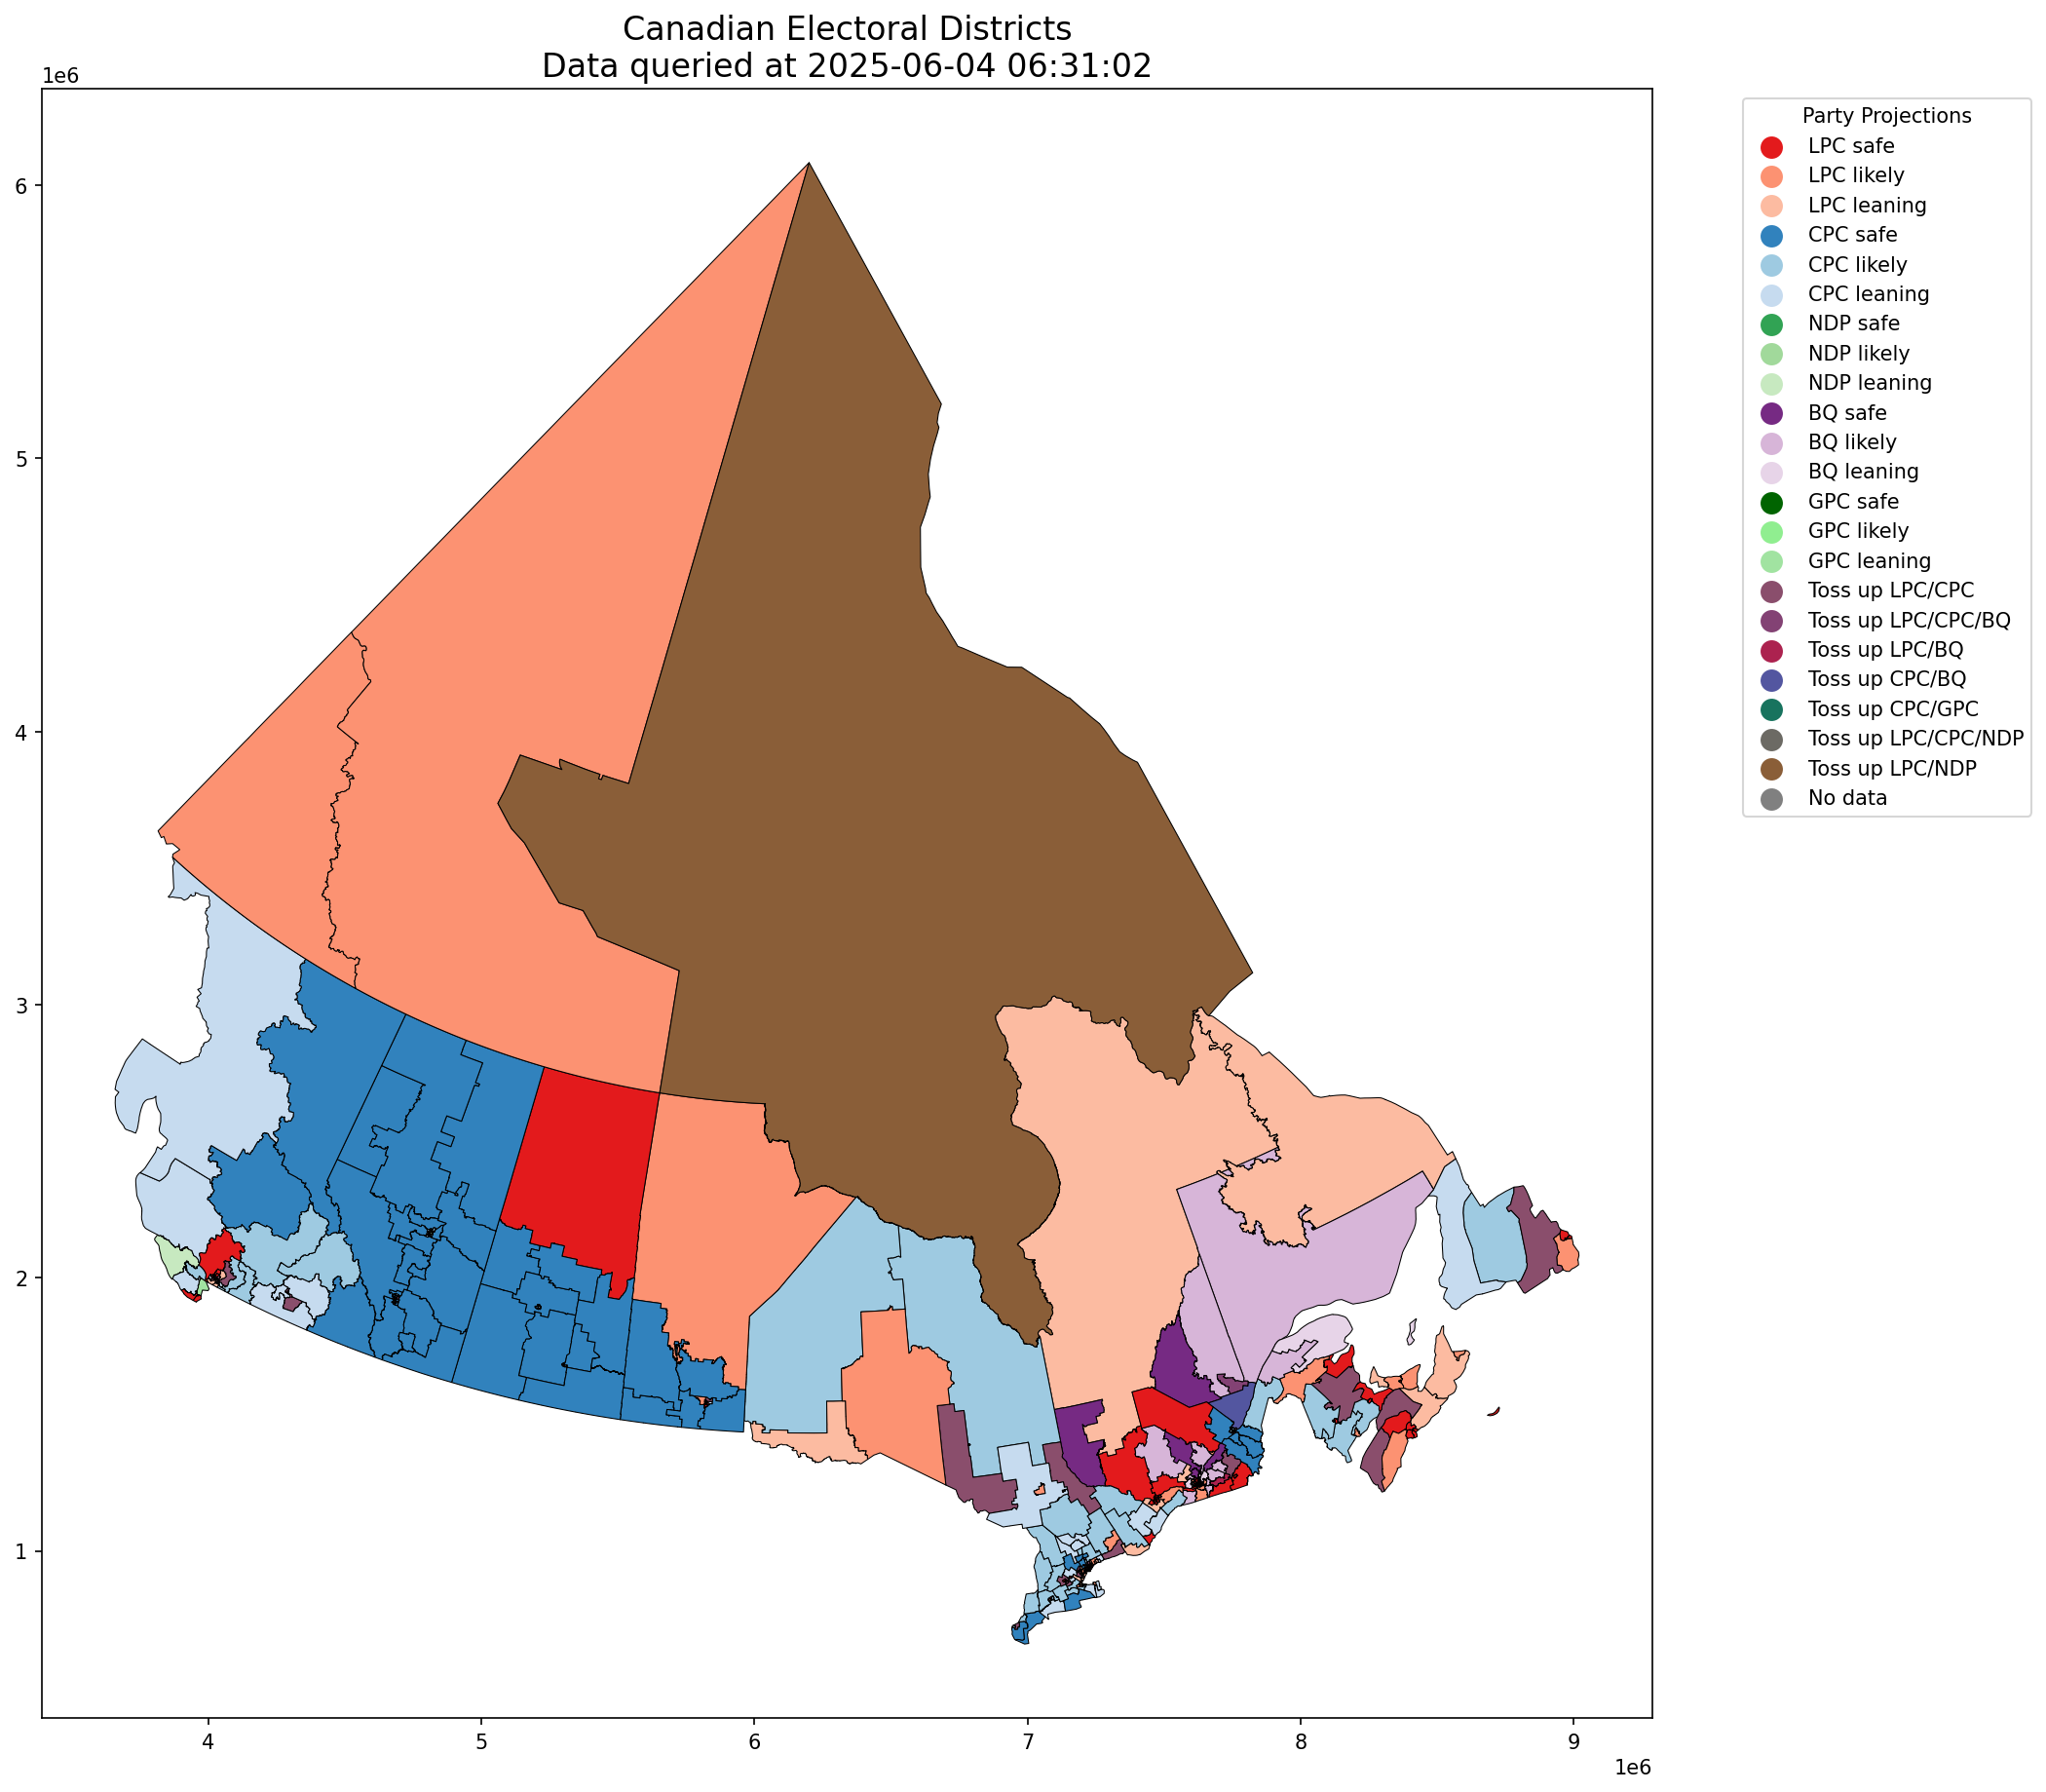 Canadian Electoral Districts
Data queried at 2025-06-04 06:31:02
1e6
6
5
4
3
2
1
4
5
6
7
8
9
1e6
Party Projections
LPC safe
LPC likely
LPC leaning
CPC safe
CPC likely
CPC leaning
NDP safe
NDP likely
NDP leaning
BQ safe
BQ likely
BQ leaning
GPC safe
GPC likely
GPC leaning
Toss up LPC/CPC
Toss up LPC/CPC/BQ
Toss up LPC/BQ
Toss up CPC/BQ
Toss up CPC/GPC
Toss up LPC/CPC/NDP
Toss up LPC/NDP
No data